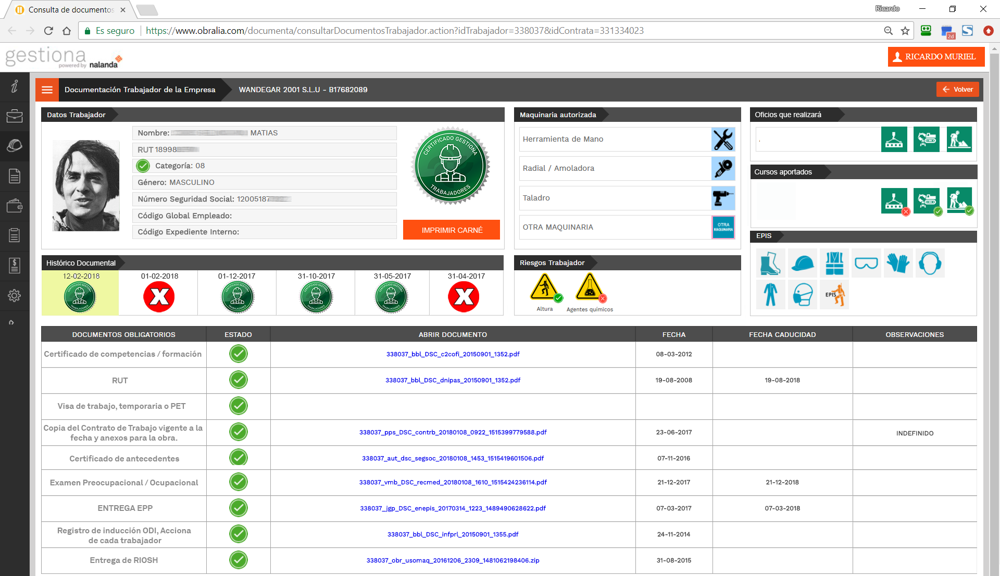 Consulta de documentos
Ricardo
Es seguro
https://www.obralia.com/documenta/consultarDocumentosTrabajador.action?idTrabajador=338037&idContrata=331334023
2d
gestiona
powered by nalanda
RICARDO MURIEL
Documentación Trabajador de la Empresa
WANDEGAR 2001 S.L.U - B17682089
Volver
Datos Trabajador
Nombre: MATIAS
RUT 18998
Categoría: 08
Género: MASCULINO
Número Seguridad Social: 12005187
Código Global Empleado:
Código Expediente Interno:
CERTIFICADO GESTIONA
TRABAJADORES
IMPRIMIR CARNÉ
Maquinaria autorizada
Herramienta de Mano
Radial / Amoladora
Taladro
OTRA MAQUINARIA
OTRA
MAQUINARIA
Oficios que realizará
Cursos aportados
EPIS
EPIS
Histórico Documental
12-02-2018 01-02-2018 01-12-2017 31-10-2017 31-05-2017 31-04-2017
Riesgos Trabajador
Altura
Agentes químicos
DOCUMENTOS OBLIGATORIOS ESTADO ABRIR DOCUMENTO FECHA FECHA CADUCIDAD OBSERVACIONES
Certificado de competencias / formación 338037_bbl_DSC_c2cofi_20150901_1352.pdf 08-03-2012
RUT 338037_bbl_DSC_dnipas_20150901_1352.pdf 19-08-2008 19-08-2018
Visa de trabajo, temporaria o PET
Copia del Contrato de Trabajo vigente a la
fecha y anexos para la obra. 338037_pps_DSC_contrb_20180108_0922_1515399779588.pdf 23-06-2017 INDEFINIDO
Certificado de antecedentes 338037_aut_dsc_segsoc_20180108_1453_1515419601506.pdf 07-11-2016
Examen Preocupacional / Ocupacional 338037_vmb_DSC_recmed_20180108_1610_1515424236114.pdf 21-12-2017 21-12-2018
ENTREGA EPP 338037_jgp_DSC_enepis_20170314_1223_1489490628622.pdf 07-03-2017 07-03-2018
Registro de inducción ODI, Acciona
de cada trabajador 338037_bbl_DSC_infprl_20150901_1355.pdf 24-11-2014
Entrega de RIOSH 338037_obr_usomaq_20161206_2309_1481062198406.zip 31-08-2015